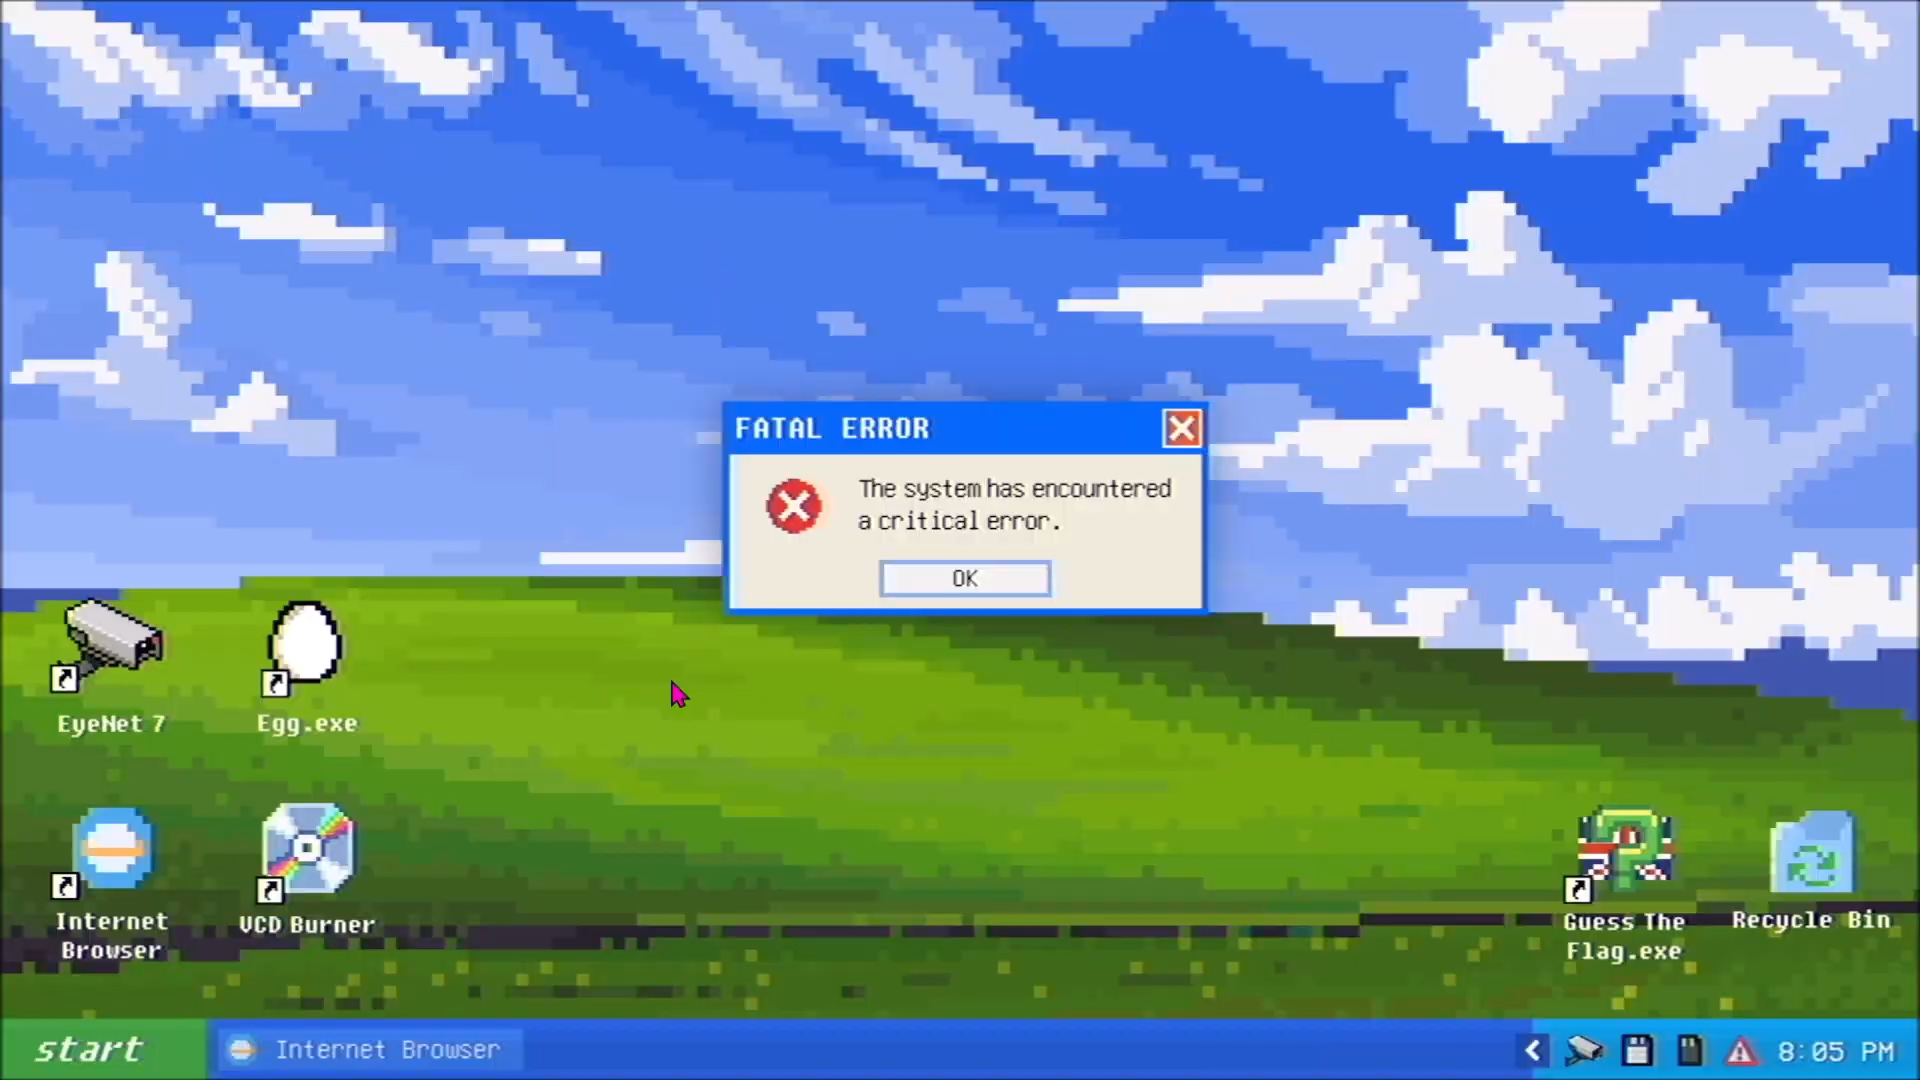 FATAL ERROR
The system has encountered
a critical error.
OK
EyeNet 7
Egg.exe
Internet
Browser
VCD Burner
Guess The
Flag.exe
Recycle Bin
start
Internet Browser
8:05 PM